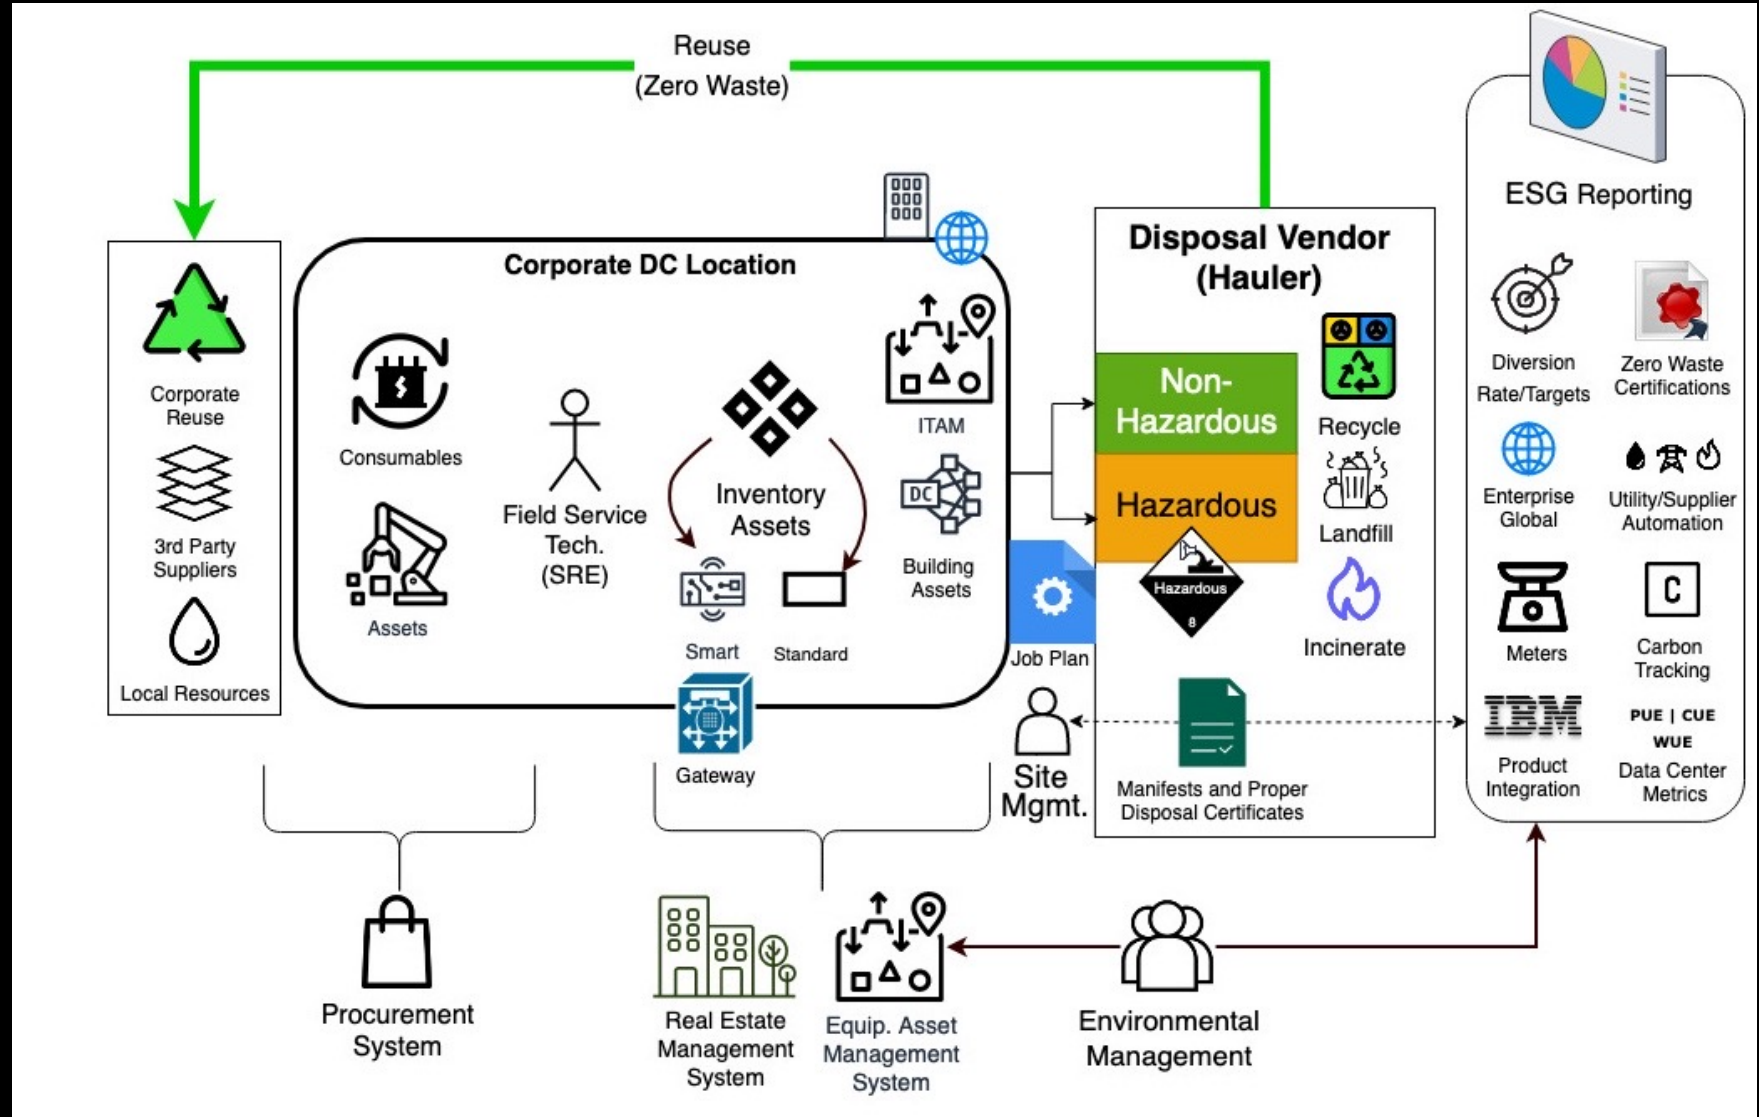 Reuse
(Zero Waste)
Corporate
Reuse
3rd Party
Suppliers
Local Resources
Corporate DC Location
Consumables
Assets
Field Service
Tech.
(SRE)
Inventory
Assets
Smart
Standard
Gateway
ITAM
DC
Building
Assets
Job Plan
Site
Mgmt.
Disposal Vendor
(Hauler)
Non-
Hazardous
Hazardous
Hazardous
8
Recycle
Landfill
Incinerate
Manifests and Proper
Disposal Certificates
ESG Reporting
Diversion
Rate/Targets
Zero Waste
Certifications
Enterprise
Global
Utility/Supplier
Automation
Meters
C
Carbon
Tracking
IBM
Product
Integration
PUE | CUE
WUE
Data Center
Metrics
Procurement
System
Real Estate
Management
System
Equip. Asset
Management
System
Environmental
Management